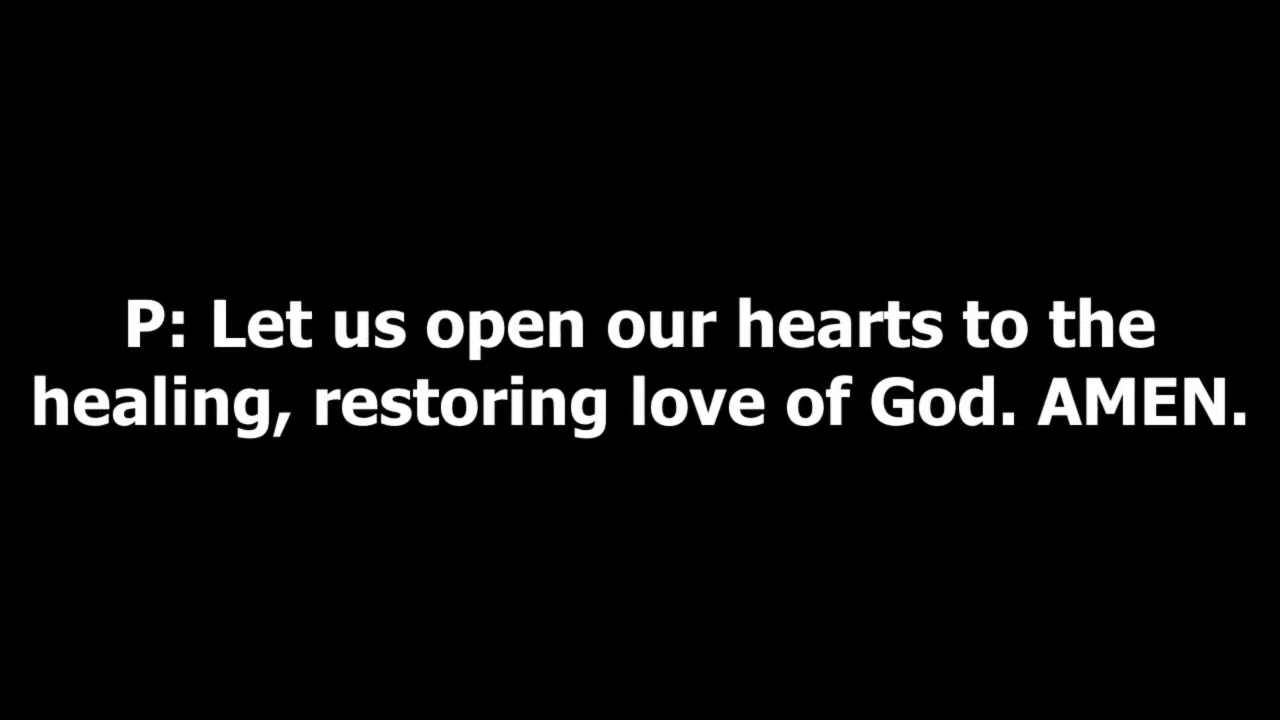 P: Let us open our hearts to the
healing, restoring love of God. AMEN.